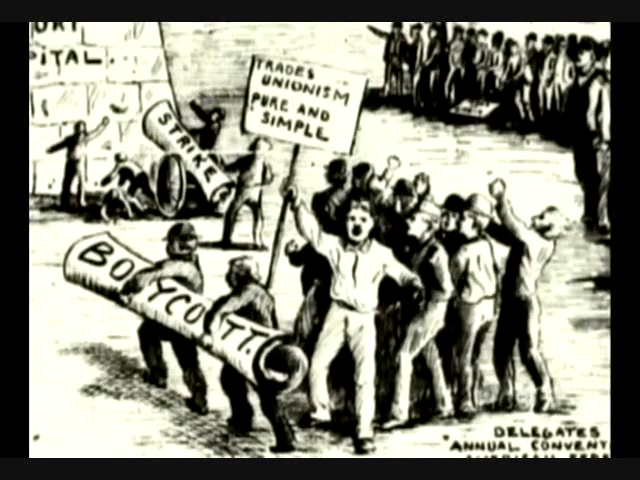 PITAL.
STRIKE
TRADES
UNIONISM
PURE AND
SIMPLE
BOYCOTT.
DELEGATES
"ANNUAL CONVENT